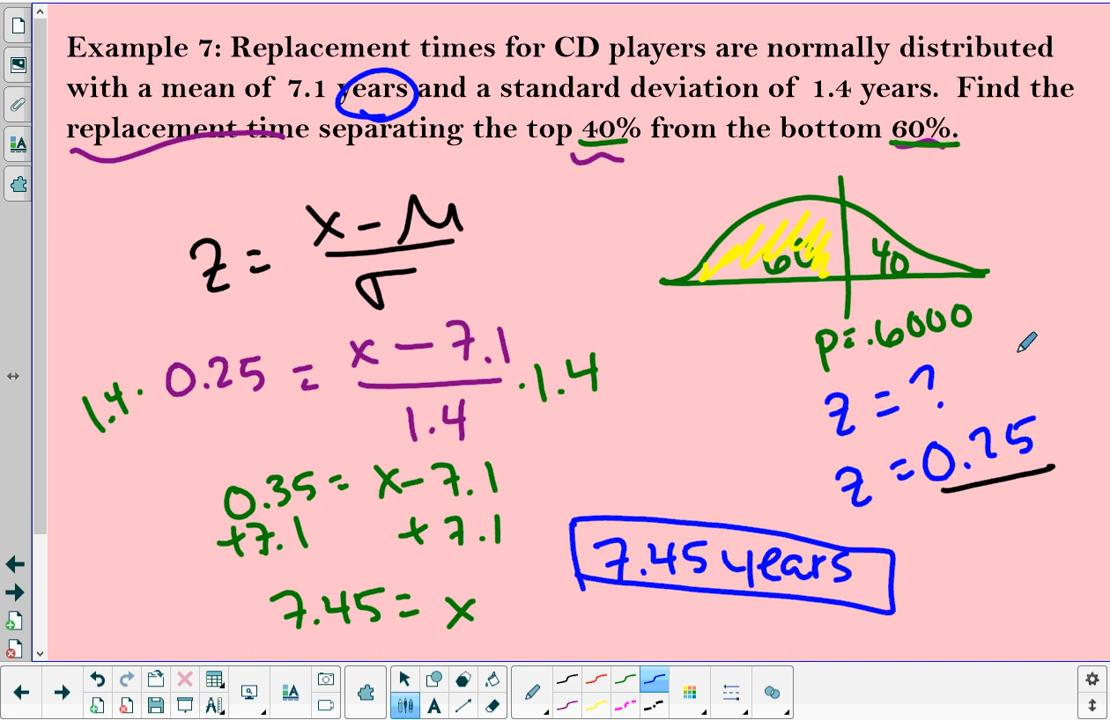 Example 7: Replacement times for CD players are normally distributed
with a mean of 7.1 years and a standard deviation of 1.4 years. Find the
replacement time separating the top 40% from the bottom 60%.
z = x - μ
σ
60 40
p = .6000
1.4 · 0.25 = x - 7.1 · 1.4
1.4
z = ?
z = 0.25
0.35 = x - 7.1
+7.1 + 7.1
7.45 years
7.45 = x